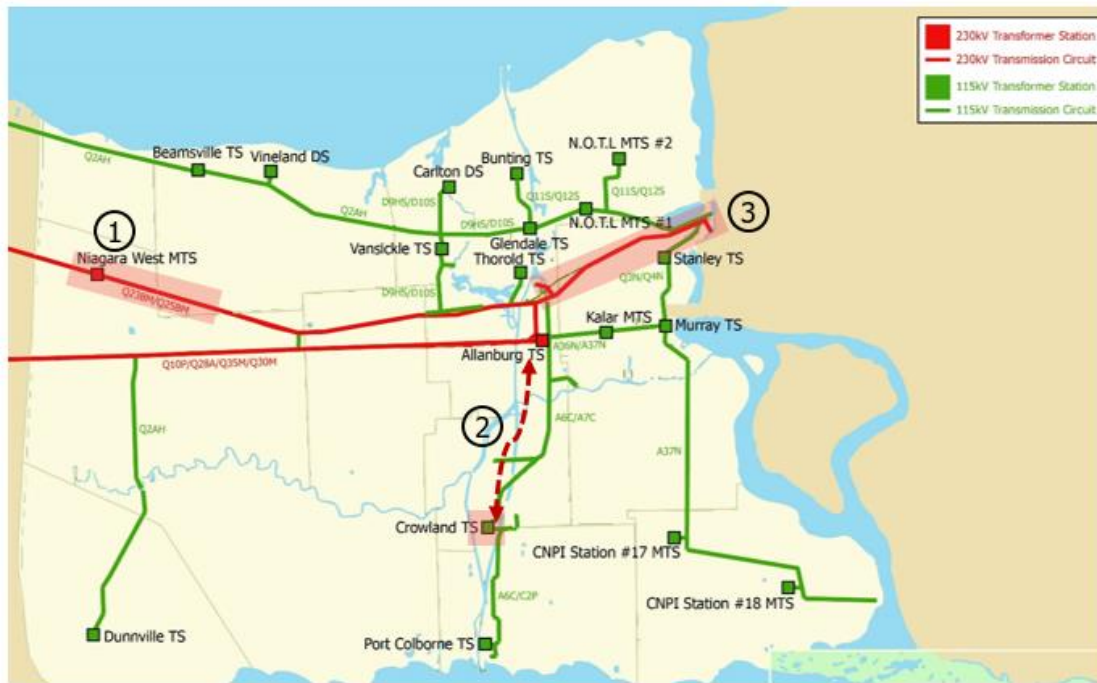 230kV Transformer Station
230kV Transmission Circuit
115kV Transformer Station
115kV Transmission Circuit
Q2AH
Beamsville TS
Vineland DS
Carlton DS
Bunting TS
N.O.T.L MTS #2
D9HS/D10S
Q11S/Q12S
Q11S/Q12S
1
3
Q2AH
D9HS/D10S
N.O.T.L MTS #1
Vansickle TS
Glendale TS
Niagara West MTS
Thorold TS
Stanley TS
Q23BM/Q25BM
D9HS/D10S
Q3N/Q4N
Kalar MTS
Murray TS
Allanburg TS
A36N/A37N
Q10P/Q28A/Q35M/Q30M
2
A6C/A7C
Q2AH
A37N
Crowland TS
CNPI Station #17 MTS
A6C/C2P
CNPI Station #18 MTS
Dunnville TS
Port Colborne TS